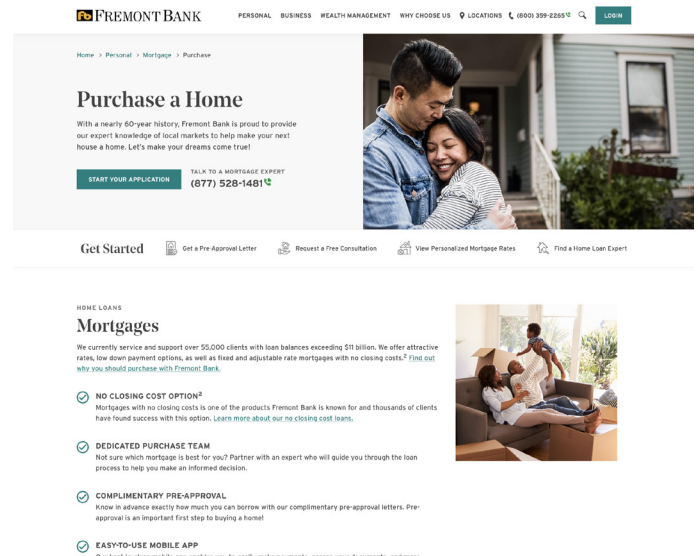 FREMONT BANK
PERSONAL BUSINESS WEALTH MANAGEMENT WHY CHOOSE US LOCATIONS (800) 359-2265 LOGIN
Home > Personal > Mortgage > Purchase
Purchase a Home
With a nearly 60-year history, Fremont Bank is proud to provide
our expert knowledge of local markets to help make your next
house a home. Let's make your dreams come true!
START YOUR APPLICATION
TALK TO A MORTGAGE EXPERT
(877) 528-1481
Get Started
Get a Pre-Approval Letter
Request a Free Consultation
View Personalized Mortgage Rates
Find a Home Loan Expert
HOME LOANS
Mortgages
We currently service and support over 55,000 clients with loan balances exceeding $11 billion. We offer attractive
rates, low down payment options, as well as fixed and adjustable rate mortgages with no closing costs.2 Find out
why you should purchase with Fremont Bank.
NO CLOSING COST OPTION2
Mortgages with no closing costs is one of the products Fremont Bank is known for and thousands of clients
have found success with this option. Learn more about our no closing cost loans.
DEDICATED PURCHASE TEAM
Not sure which mortgage is best for you? Partner with an expert who will guide you through the loan
process to help you make an informed decision.
COMPLIMENTARY PRE-APPROVAL
Know in advance exactly how much you can borrow with our complimentary pre-approval letters. Pre-
approval is an important first step to buying a home!
EASY-TO-USE MOBILE APP